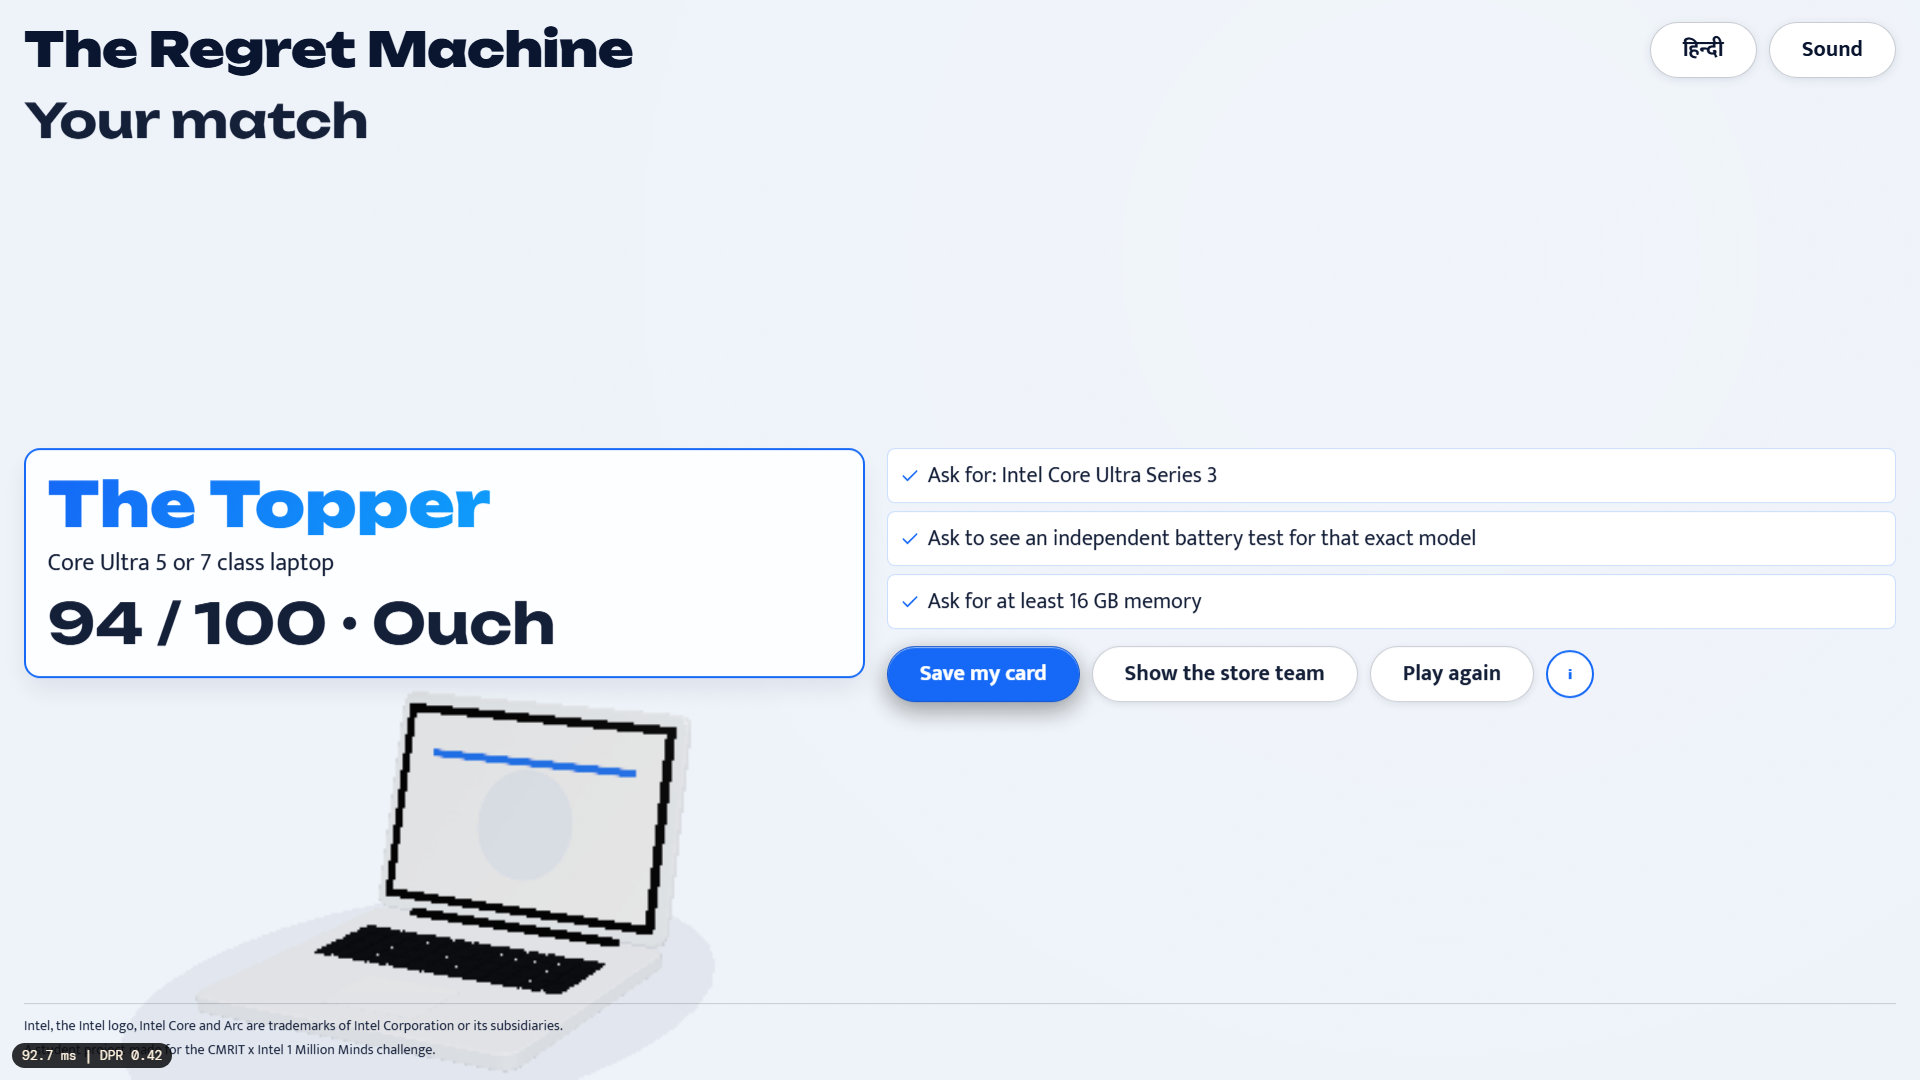 The Regret Machine
हिन्दी
Sound
Your match
The Topper
Core Ultra 5 or 7 class laptop
94 / 100 · Ouch
Ask for: Intel Core Ultra Series 3
Ask to see an independent battery test for that exact model
Ask for at least 16 GB memory
Save my card
Show the store team
Play again
i
Intel, the Intel logo, Intel Core and Arc are trademarks of Intel Corporation or its subsidiaries.
A student project made for the CMRIT x Intel 1 Million Minds challenge.
92.7 ms | DPR 0.42